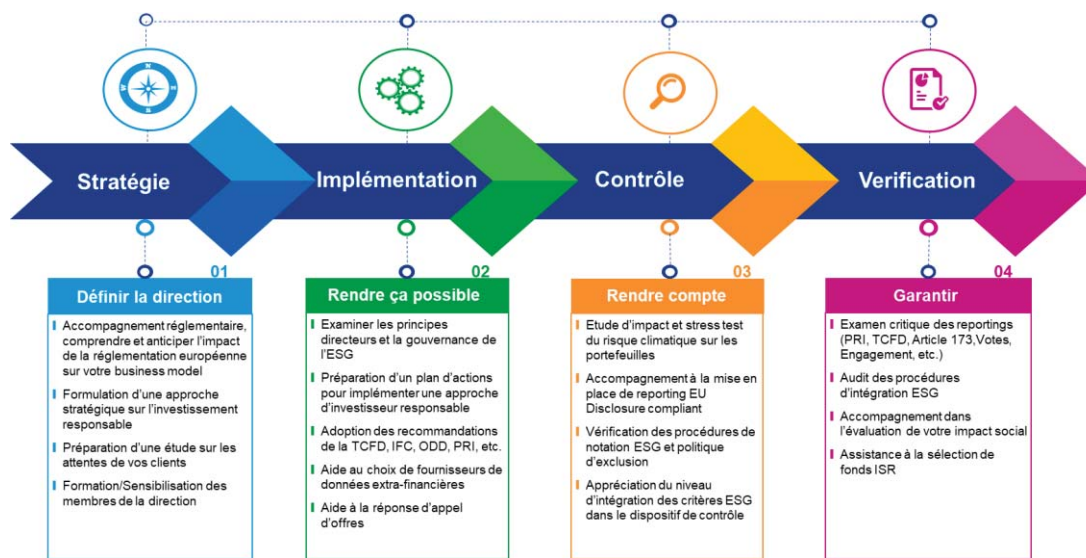 Stratégie
Implémentation
Contrôle
Verification
01
Définir la direction
Accompagnement réglementaire,
comprendre et anticiper l'impact
de la réglementation européenne
sur votre business model
Formulation d'une approche
stratégique sur l'investissement
responsable
Préparation d'une étude sur les
attentes de vos clients
Formation/Sensibilisation des
membres de la direction
02
Rendre ça possible
Examiner les principes
directeurs et la gouvernance de
l'ESG
Préparation d'un plan d'actions
pour implémenter une approche
d'investisseur responsable
Adoption des recommandations
de la TCFD, IFC, ODD, PRI, etc.
Aide au choix de fournisseurs de
données extra-financières
Aide à la réponse d'appel
d'offres
03
Rendre compte
Etude d'impact et stress test
du risque climatique sur les
portefeuilles
Accompagnement à la mise en
place de reporting EU
Disclosure compliant
Vérification des procédures de
notation ESG et politique
d'exclusion
Appréciation du niveau
d'intégration des critères ESG
dans le dispositif de contrôle
04
Garantir
Examen critique des reportings
(PRI, TCFD, Article 173,Votes,
Engagement, etc.)
Audit des procédures
d'intégration ESG
Accompagnement dans
l'évaluation de votre impact social
Assistance à la sélection de
fonds ISR